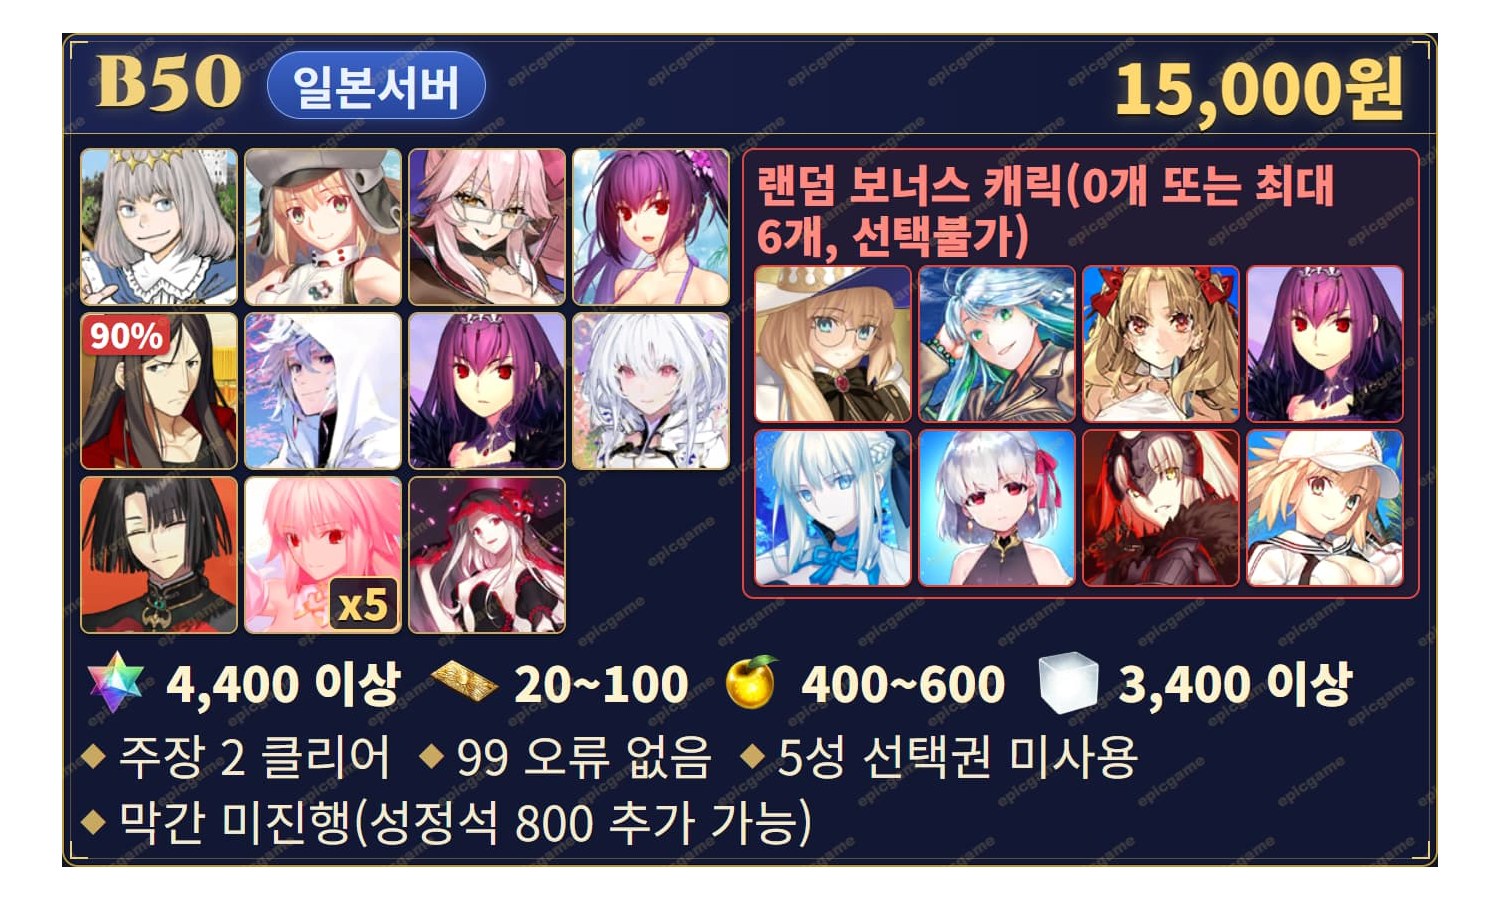 B50 일본서버 15,000원
랜덤 보너스 캐릭(0개 또는 최대
6개, 선택불가)
90%
x5
4,400 이상 20~100 400~600 3,400 이상
주장 2 클리어 99 오류 없음 5성 선택권 미사용
막간 미진행(성정석 800 추가 가능)
epicgame